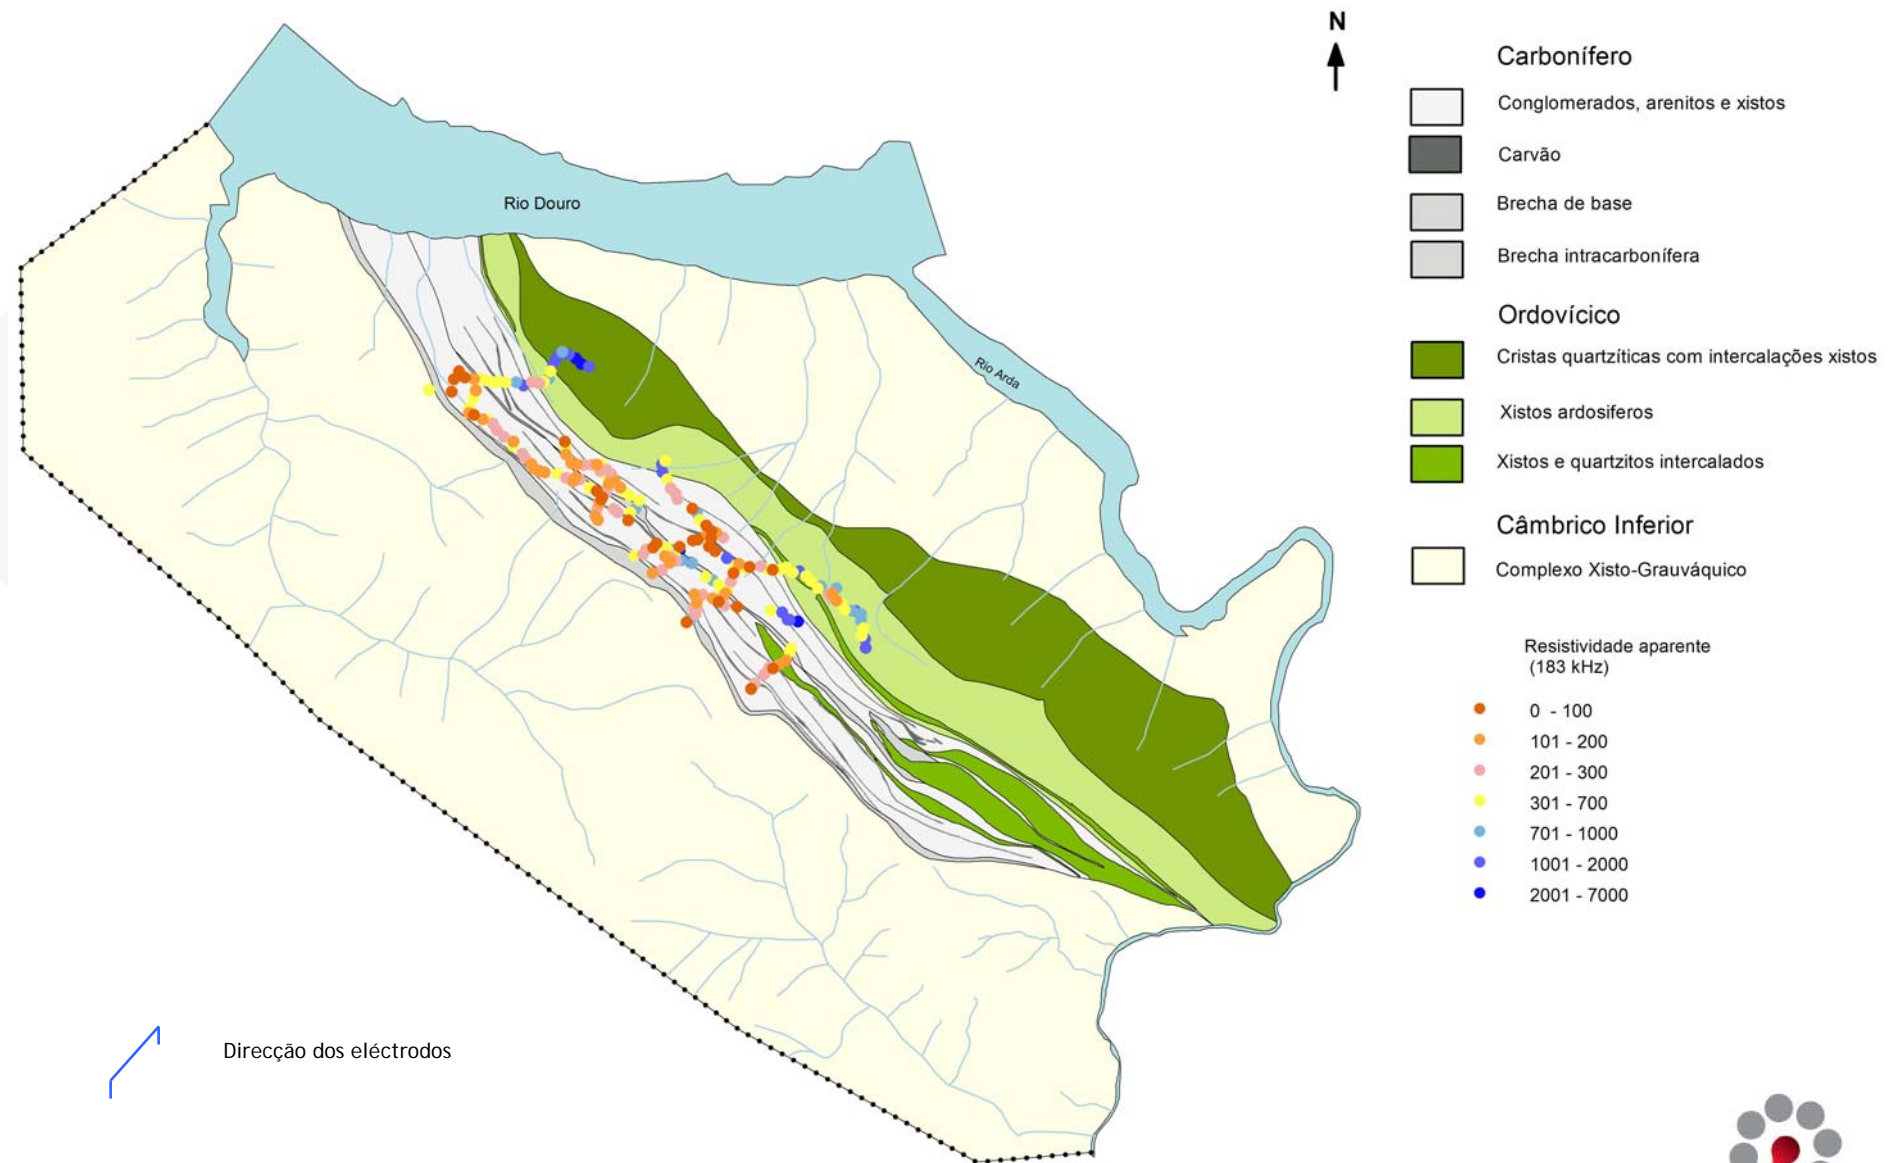 N
Rio Douro
Rio Arda
Carbonífero
Conglomerados, arenitos e xistos
Carvão
Brecha de base
Brecha intracarbonífera
Ordovícico
Cristas quartzíticas com intercalações xistos
Xistos ardosiferos
Xistos e quartzitos intercalados
Câmbrico Inferior
Complexo Xisto-Grauváquico
Resistividade aparente
(183 kHz)
0 - 100
101 - 200
201 - 300
301 - 700
701 - 1000
1001 - 2000
2001 - 7000
Direcção dos eléctrodos